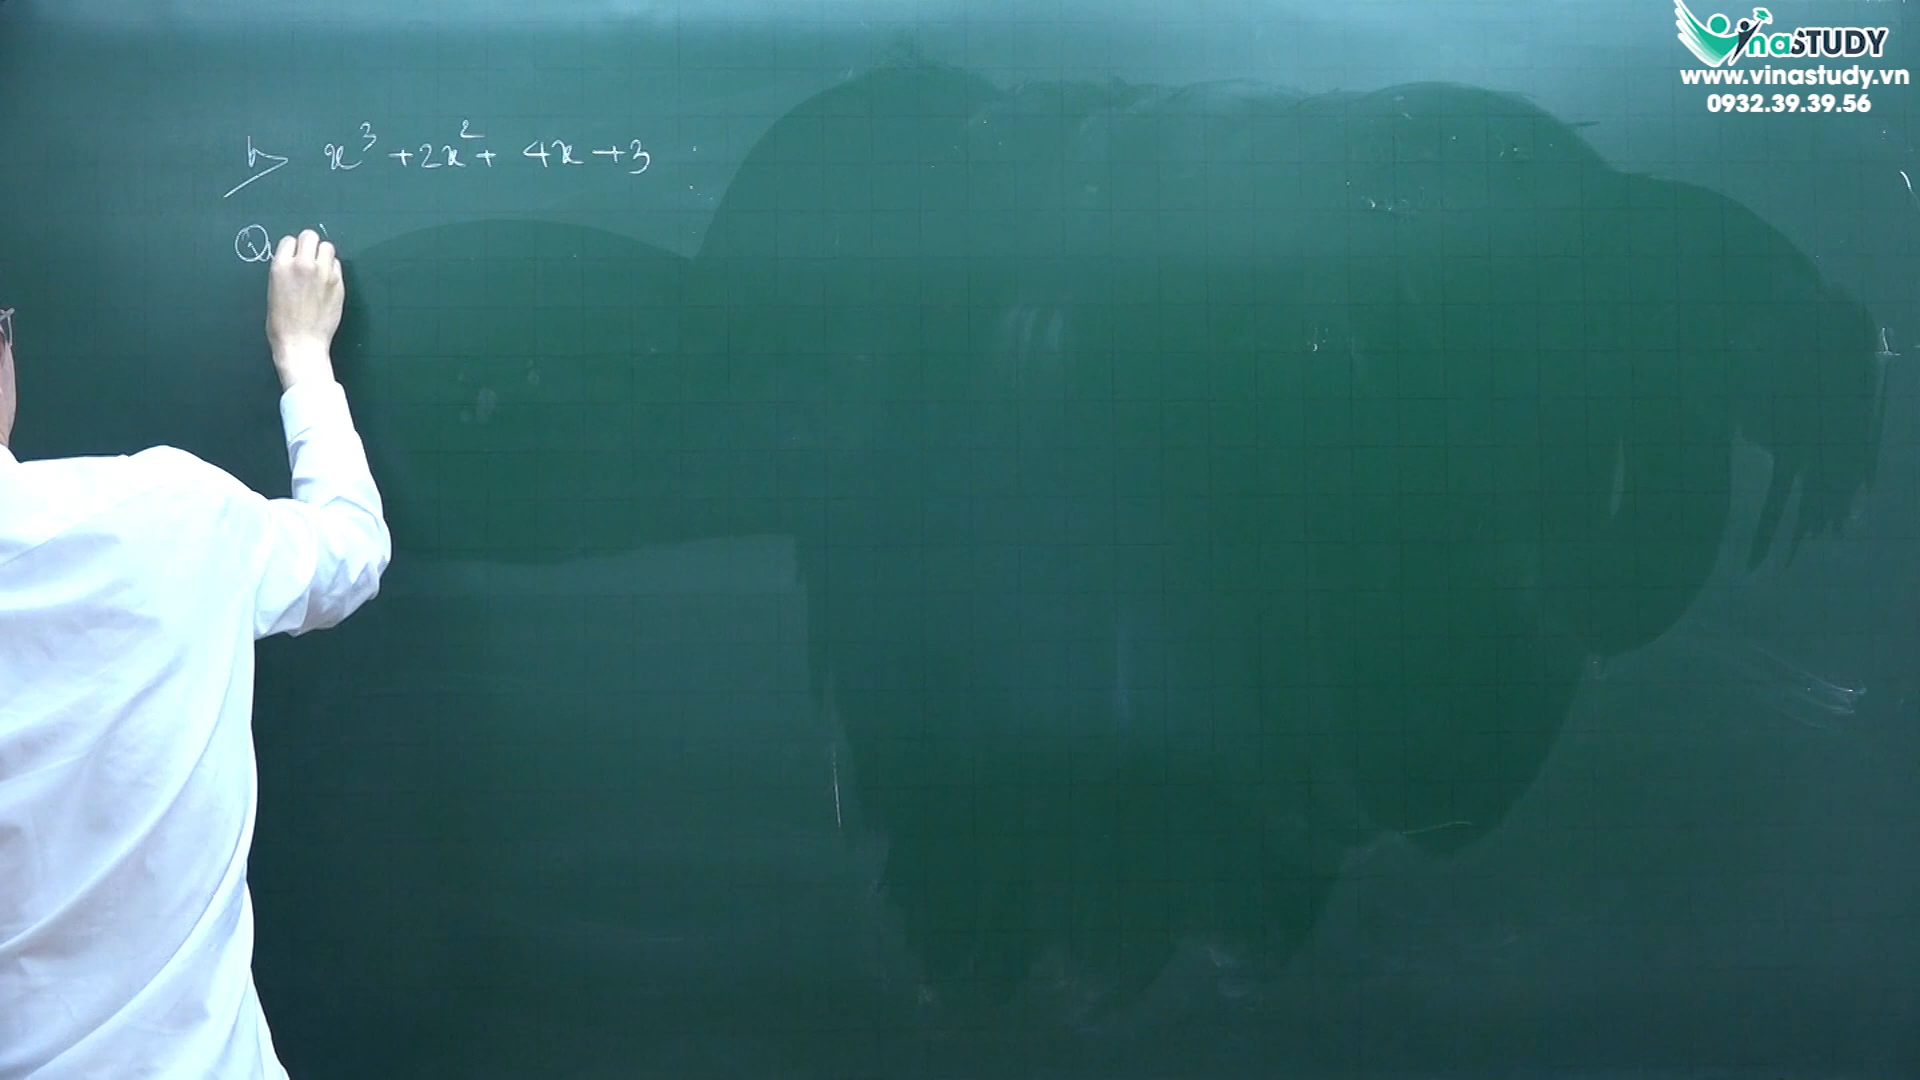 VinaSTUDY
www.vinastudy.vn
0932.39.39.56
b> x³ + 2x² + 4x + 3